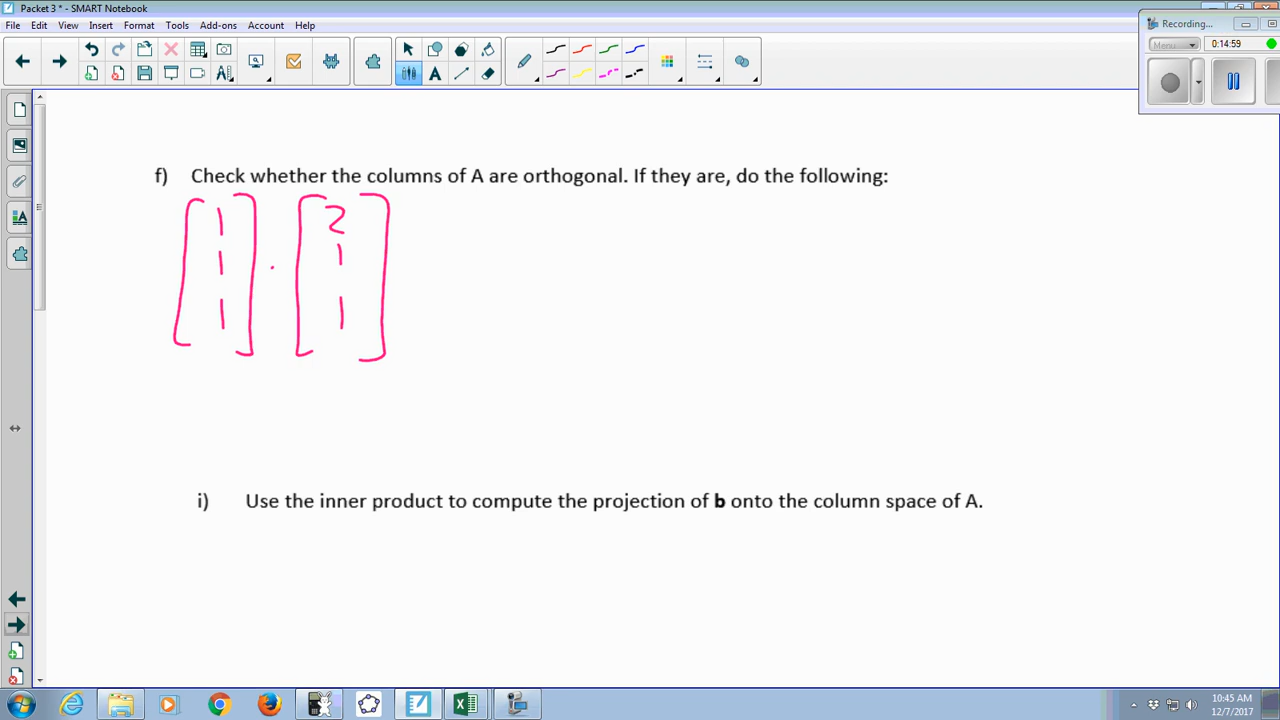 Packet 3 * - SMART Notebook
File Edit View Insert Format Tools Add-ons Account Help
Recording...
Menu
0:14:59
f) Check whether the columns of A are orthogonal. If they are, do the following:
1 2
1 · 1
1 1
i) Use the inner product to compute the projection of b onto the column space of A.
10:45 AM
12/7/2017